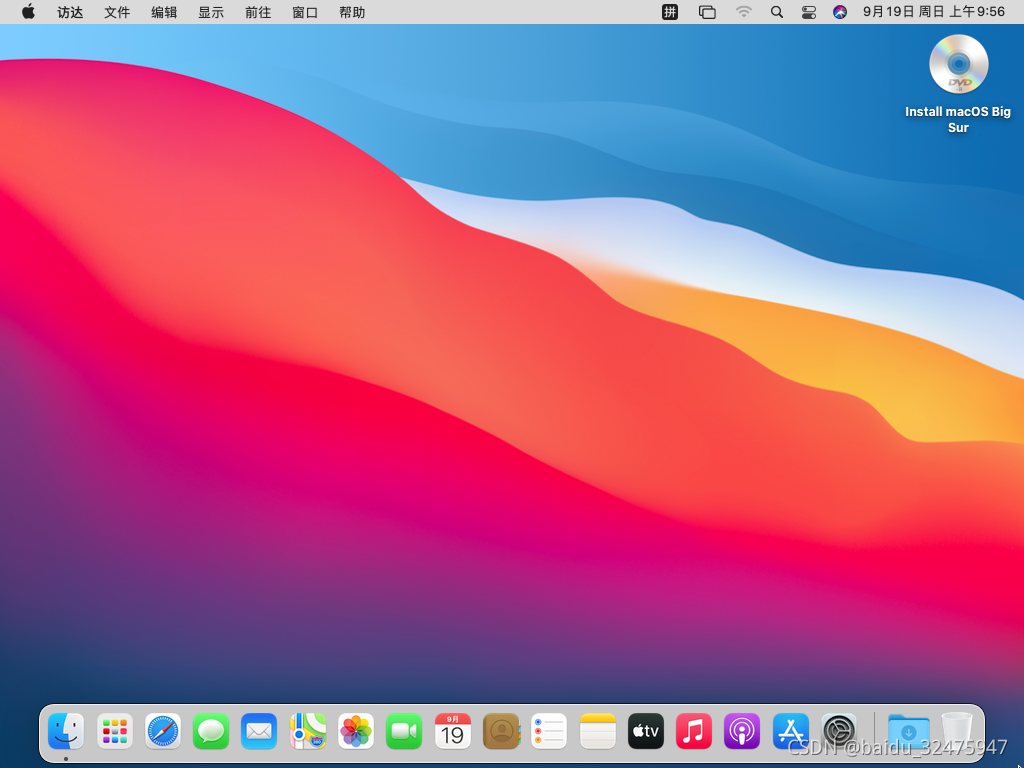 访达 文件 编辑 显示 前往 窗口 帮助 拼 9月19日 周日 上午9:56
DVD
Install macOS Big
Sur
9月
19
tv
CSDN @baidu_32475947